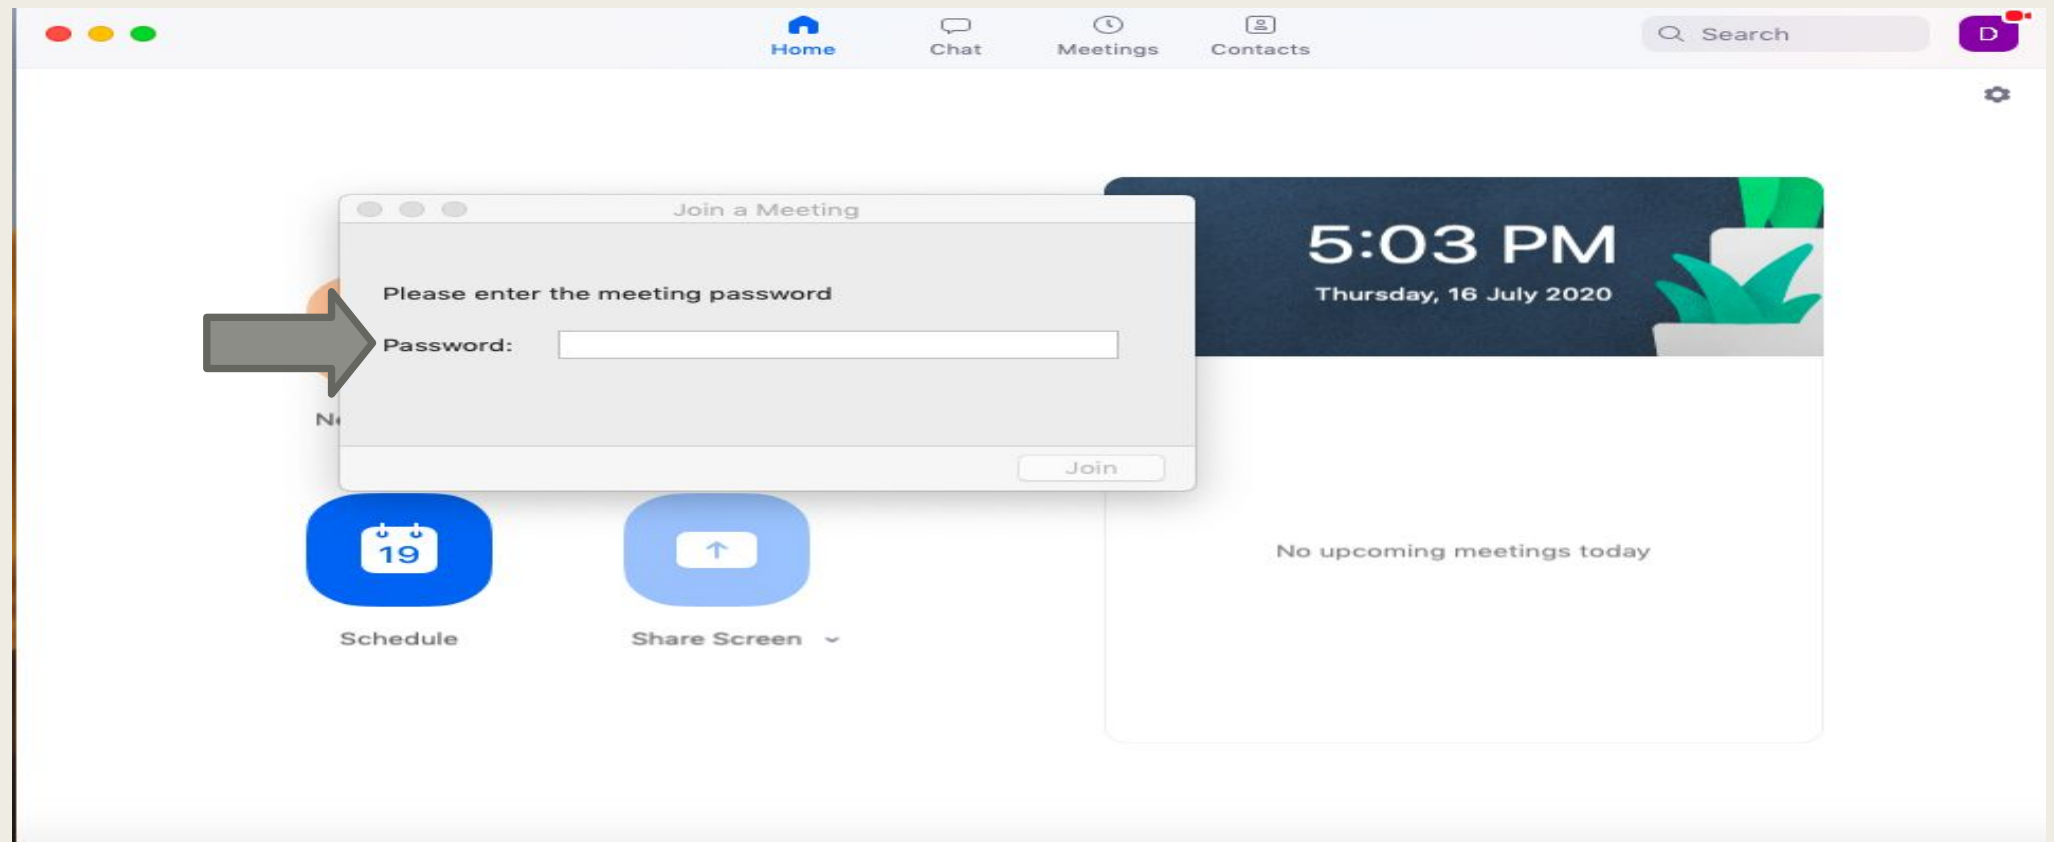 Home
Chat
Meetings
Contacts
Search
D
Join a Meeting
Please enter the meeting password
Password:
Join
5:03 PM
Thursday, 16 July 2020
No upcoming meetings today
19
Schedule
Share Screen